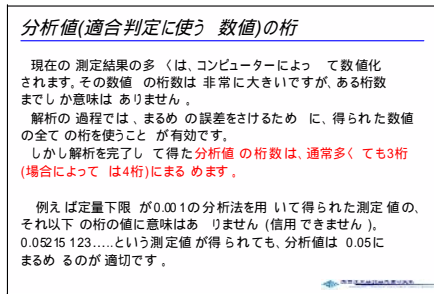 分析値(適合判定に使う 数値)の桁
現在の 測定結果の多 くは、コンピューターによっ て数値化
されます。その数値 の桁数は 非常に大きいですが、ある桁数
までし か意味は ありません 。
解析の 過程では 、まるめ の誤差をさけるため に、得られた数値
の全て の桁を使うこと が有効です。
しかし解析を完了し て得た分析値 の桁数は、通常多く ても3桁
(場合によって は4桁)にまる めます 。
例え ば定量下限 が0.001の分析法を用 いて得られた測定 値の、
それ以下 の桁の値に意味はあ りません (信用 できません )。
0.05215 123.....という測定値 が得 られても、分析値は 0.05に
まるめ るのが 適切です 。